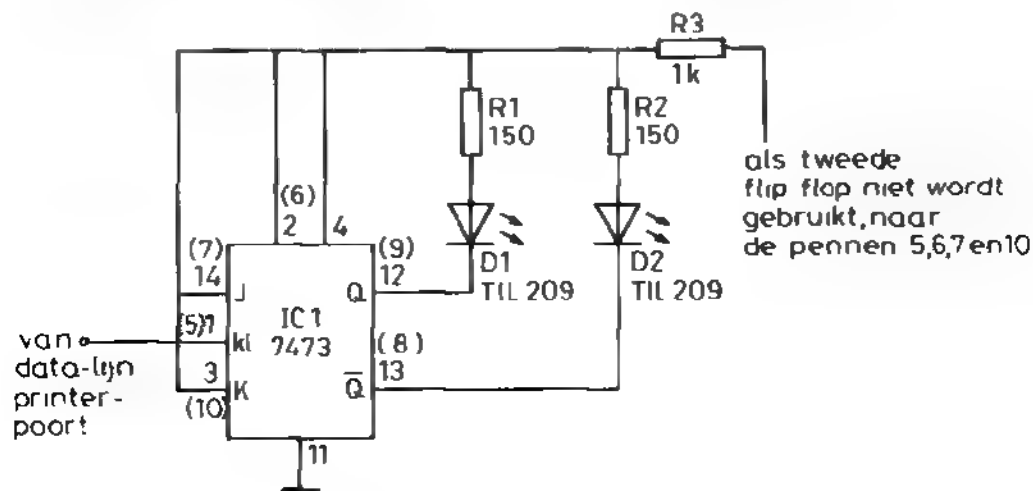 R3
1k
R1
150
R2
150
als tweede
flip flop niet wordt
gebruikt, naar
de pennen 5,6,7 en 10
(6)
2
4
(7)
14
(9)
12
D1
TIL 209
D2
TIL 209
J
Q
IC1
7473
(5)1
kl
(8)
13
van
data-lijn
printer-
poort
3
K
Q̅
(10)
11